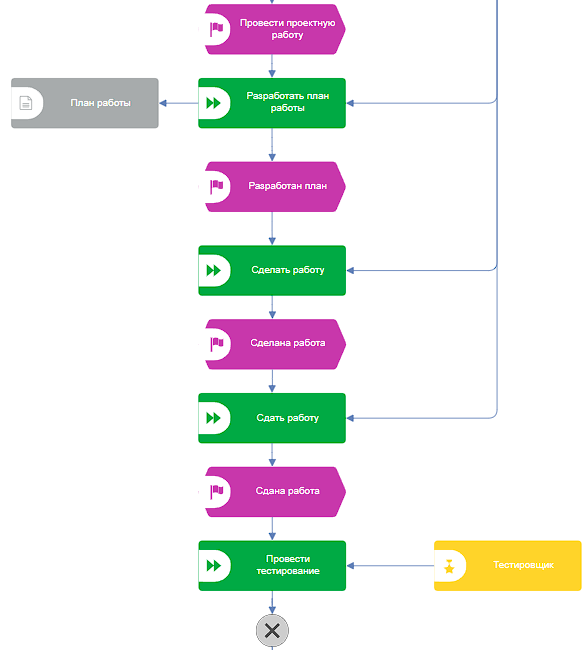 Провести проектную
работу
План работы
Разработать план
работы
Разработан план
Сделать работу
Сделана работа
Сдать работу
Сдана работа
Провести
тестирование
Тестировщик